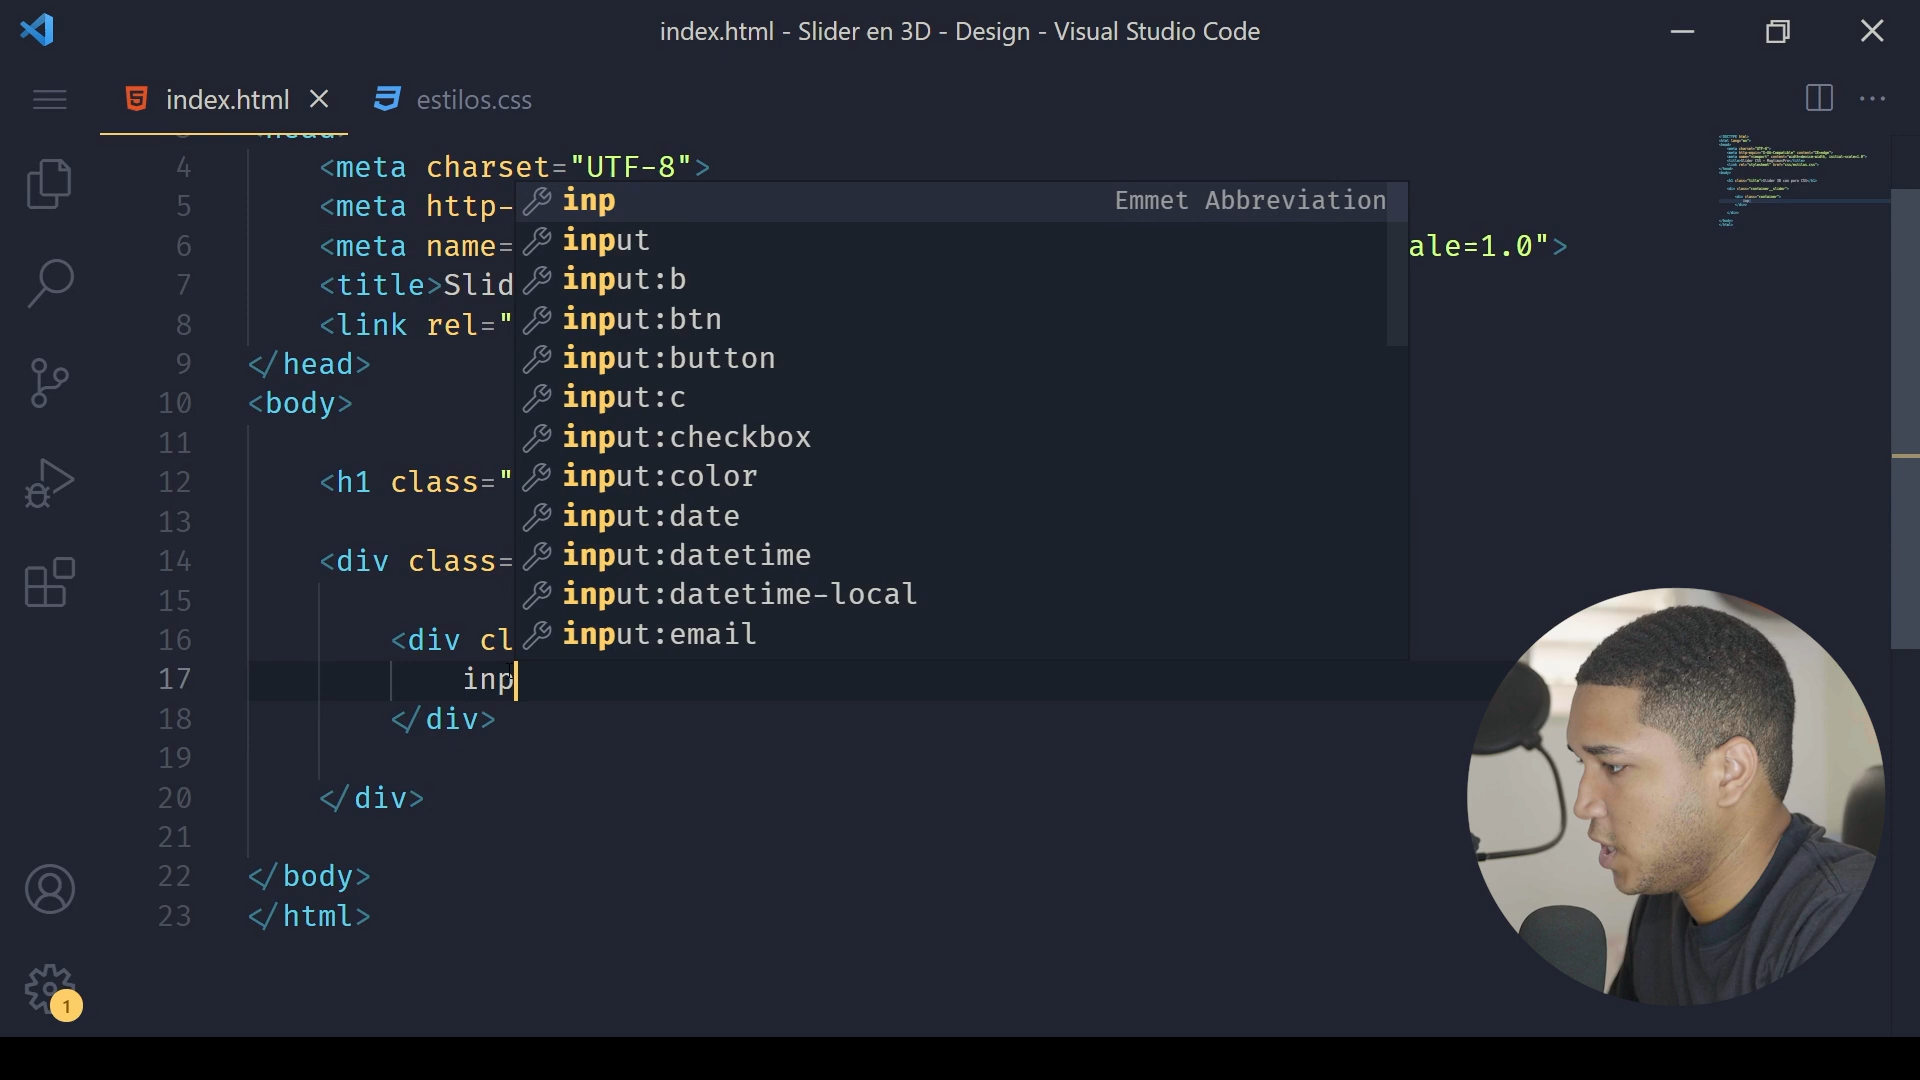 index.html - Slider en 3D - Design - Visual Studio Code
index.html
estilos.css
4 <meta charset="UTF-8">
5 <meta http-
6 <meta name= ale=1.0">
7 <title>Slid
8 <link rel="
9 </head>
10 <body>
11
12 <h1 class="
13
14 <div class=
15
16 <div cl
17 inp
18 </div>
19
20 </div>
21
22 </body>
23 </html>
inp Emmet Abbreviation
input
input:b
input:btn
input:button
input:c
input:checkbox
input:color
input:date
input:datetime
input:datetime-local
input:email
1